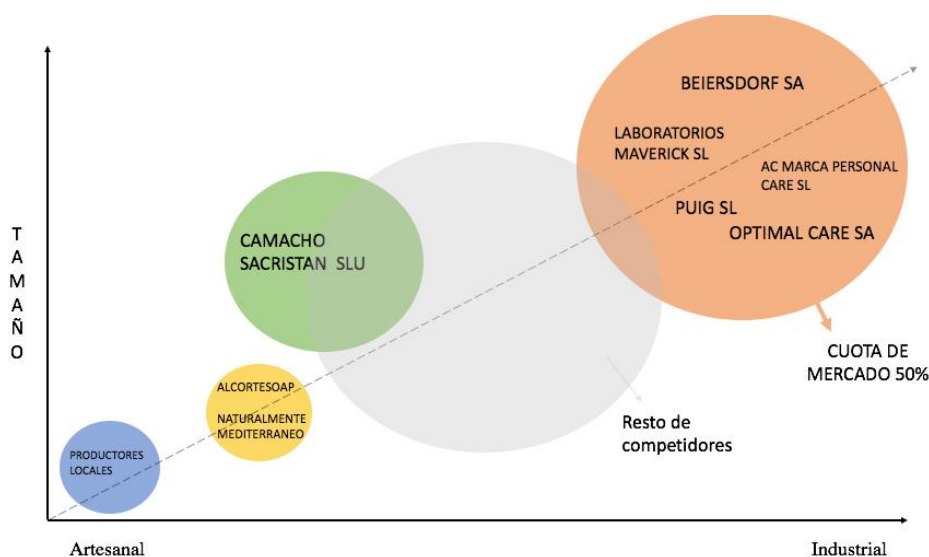 BEIERSDORF SA
LABORATORIOS
MAVERICK SL
AC MARCA PERSONAL
CARE SL
PUIG SL
OPTIMAL CARE SA
CAMACHO
SACRISTAN SLU
T
A
M
A
Ñ
O
CUOTA DE
MERCADO 50%
ALCORTESOAP
NATURALMENTE
MEDITERRANEO
Resto de
competidores
PRODUCTORES
LOCALES
Artesanal
Industrial